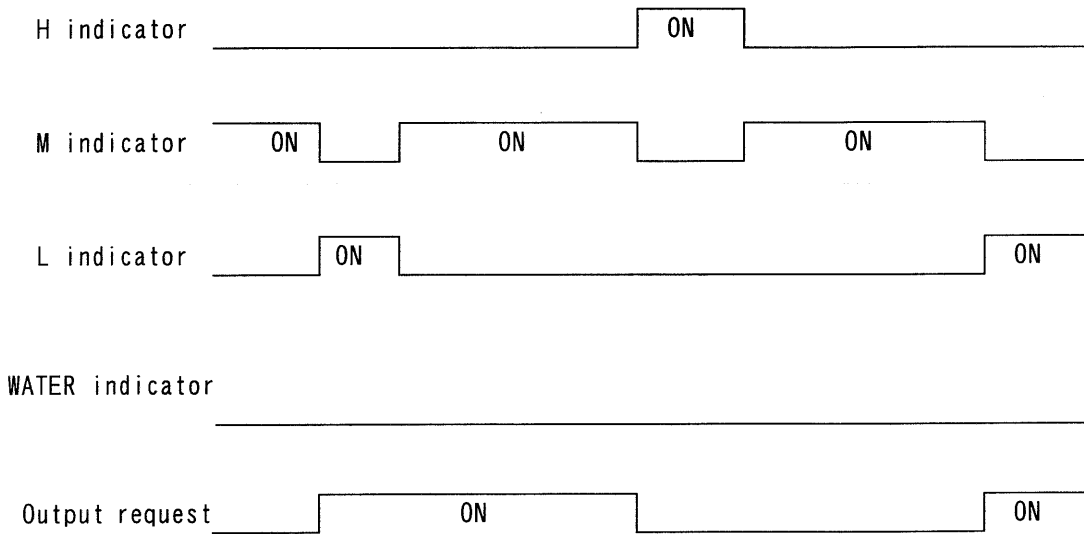 H indicator ON
M indicator ON ON ON
L indicator ON ON
WATER indicator
Output request ON ON